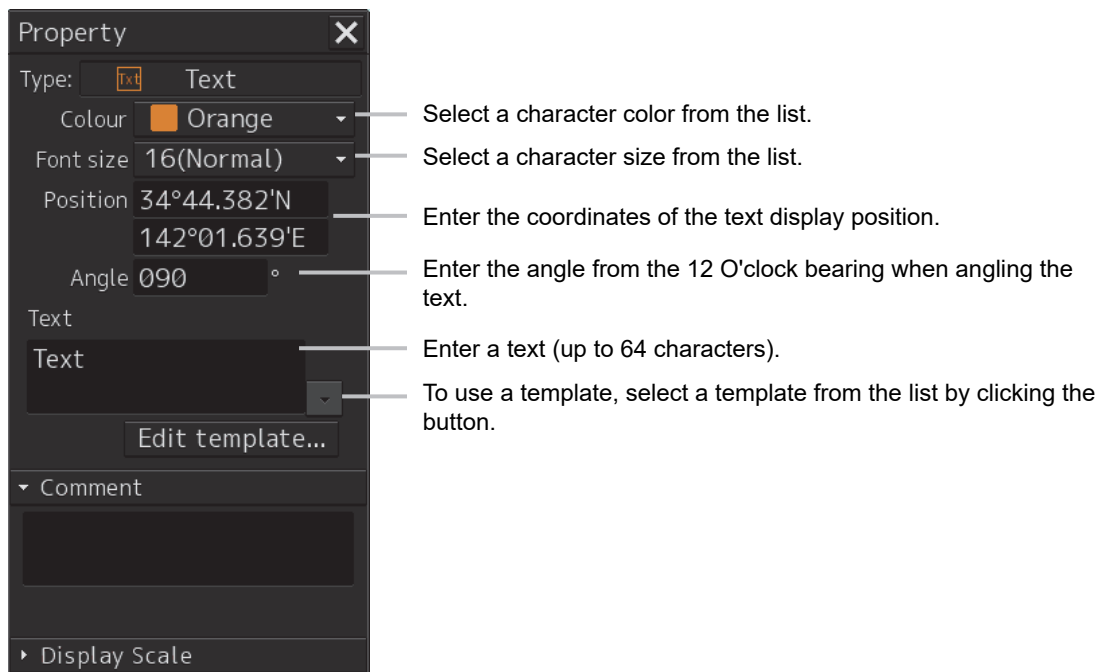 Property
Type: Txt Text
Colour Orange
Select a character color from the list.
Font size 16(Normal)
Select a character size from the list.
Position 34°44.382'N
142°01.639'E
Enter the coordinates of the text display position.
Angle 090 °
Enter the angle from the 12 O'clock bearing when angling the
text.
Text
Text
Enter a text (up to 64 characters).
To use a template, select a template from the list by clicking the
button.
Edit template...
Comment
Display Scale